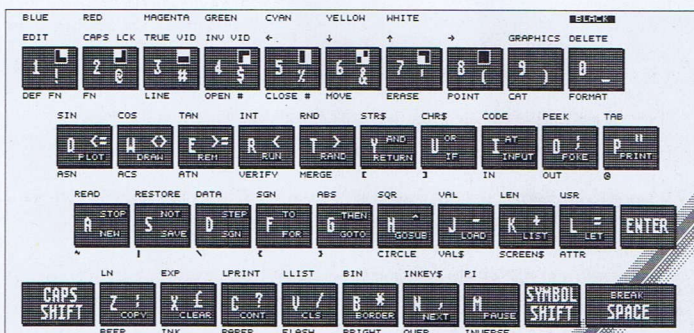 BLUE RED MAGENTA GREEN CYAN YELLOW WHITE BLACK
EDIT CAPS LCK TRUE VID INV VID ← ↓ ↑ → GRAPHICS DELETE
1 ! 2 @ 3 # 4 $ 5 % 6 & 7 ' 8 ( 9 ) 0 _
DEF FN FN LINE OPEN # CLOSE # MOVE ERASE POINT CAT FORMAT
SIN COS TAN INT RND STR$ CHR$ CODE PEEK TAB
Q <= W <> E >= R < T > Y AND U OR I AT O ; P "
PLOT DRAW REM RUN RAND RETURN IF INPUT POKE PRINT
ASN ACS ATN VERIFY MERGE [ ] IN OUT @
READ RESTORE DATA SGN ABS SQR VAL LEN USR
A STOP S NOT D STEP F TO G THEN H ^ J - K + L = ENTER
NEW SAVE SGN FOR GOTO GOSUB LOAD LIST LET
~ | \ { } CIRCLE VAL$ SCREEN$ ATTR
LN EXP LPRINT LLIST BIN INKEY$ PI
CAPS SHIFT Z : X £ C ? V / B * N , M . SYMBOL SHIFT BREAK SPACE
COPY CLEAR CONT CLS BORDER NEXT PAUSE
BEEP INK PAPER FLASH BRIGHT OVER INVERSE